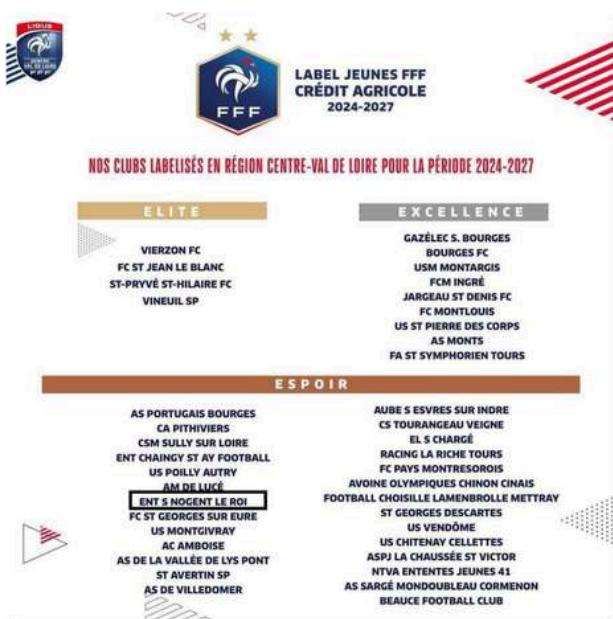 LIGUE
CENTRE
VAL DE LOIRE
FFF
LABEL JEUNES FFF
CRÉDIT AGRICOLE
2024-2027
NOS CLUBS LABELISÉS EN RÉGION CENTRE-VAL DE LOIRE POUR LA PÉRIODE 2024-2027
ELITE
VIERZON FC
FC ST JEAN LE BLANC
ST-PRYVÉ ST-HILAIRE FC
VINEUIL SP
EXCELLENCE
GAZÉLEC S. BOURGES
BOURGES FC
USM MONTARGIS
FCM INGRÉ
JARGEAU ST DENIS FC
FC MONTLOUIS
US ST PIERRE DES CORPS
AS MONTS
FA ST SYMPHORIEN TOURS
ESPOIR
AS PORTUGAIS BOURGES
CA PITHIVIERS
CSM SULLY SUR LOIRE
ENT CHAINGY ST AY FOOTBALL
US POILLY AUTRY
AM DE LUCÉ
ENT S NOGENT LE ROI
FC ST GEORGES SUR EURE
US MONTGIVRAY
AC AMBOISE
AS DE LA VALLÉE DE LYS PONT
ST AVERTIN SP
AS DE VILLEDOMER
AUBE S ESVRES SUR INDRE
CS TOURANGEAU VEIGNE
EL S CHARGÉ
RACING LA RICHE TOURS
FC PAYS MONTRESOROIS
AVOINE OLYMPIQUES CHINON CINAIS
FOOTBALL CHOISILLE LAMENBROLLE METTRAY
ST GEORGES DESCARTES
US VENDÔME
US CHITENAY CELLETTES
ASPJ LA CHAUSSÉE ST VICTOR
NTVA ENTENTES JEUNES 41
AS SARGÉ MONDOUBLEAU CORMENON
BEAUCE FOOTBALL CLUB